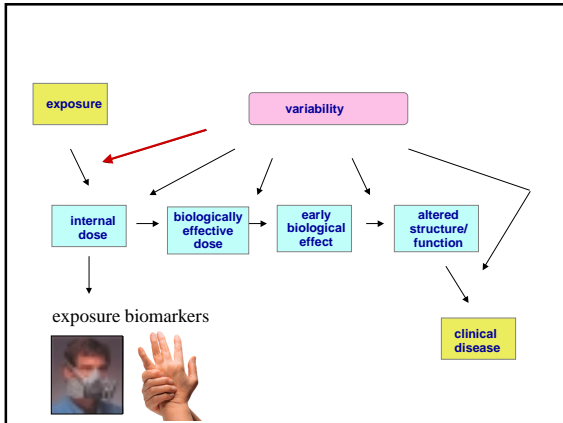 exposure
variability
internal
dose
biologically
effective
dose
early
biological
effect
altered
structure/
function
exposure biomarkers
clinical
disease